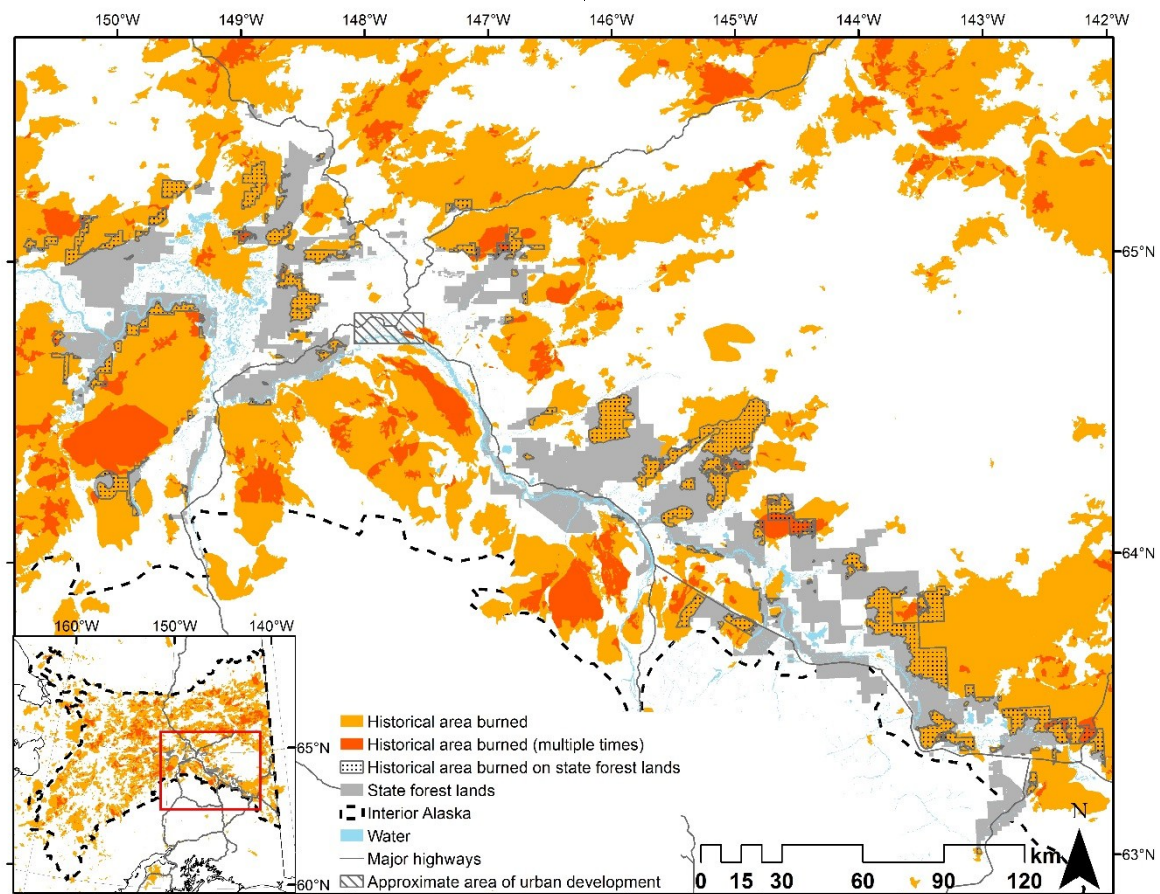 150°W 149°W 148°W 147°W 146°W 145°W 144°W 143°W 142°W
65°N
64°N
63°N
160°W 150°W 140°W
65°N
60°N
Historical area burned
Historical area burned (multiple times)
Historical area burned on state forest lands
State forest lands
Interior Alaska
Water
Major highways
Approximate area of urban development
N
km
0 15 30 60 90 120